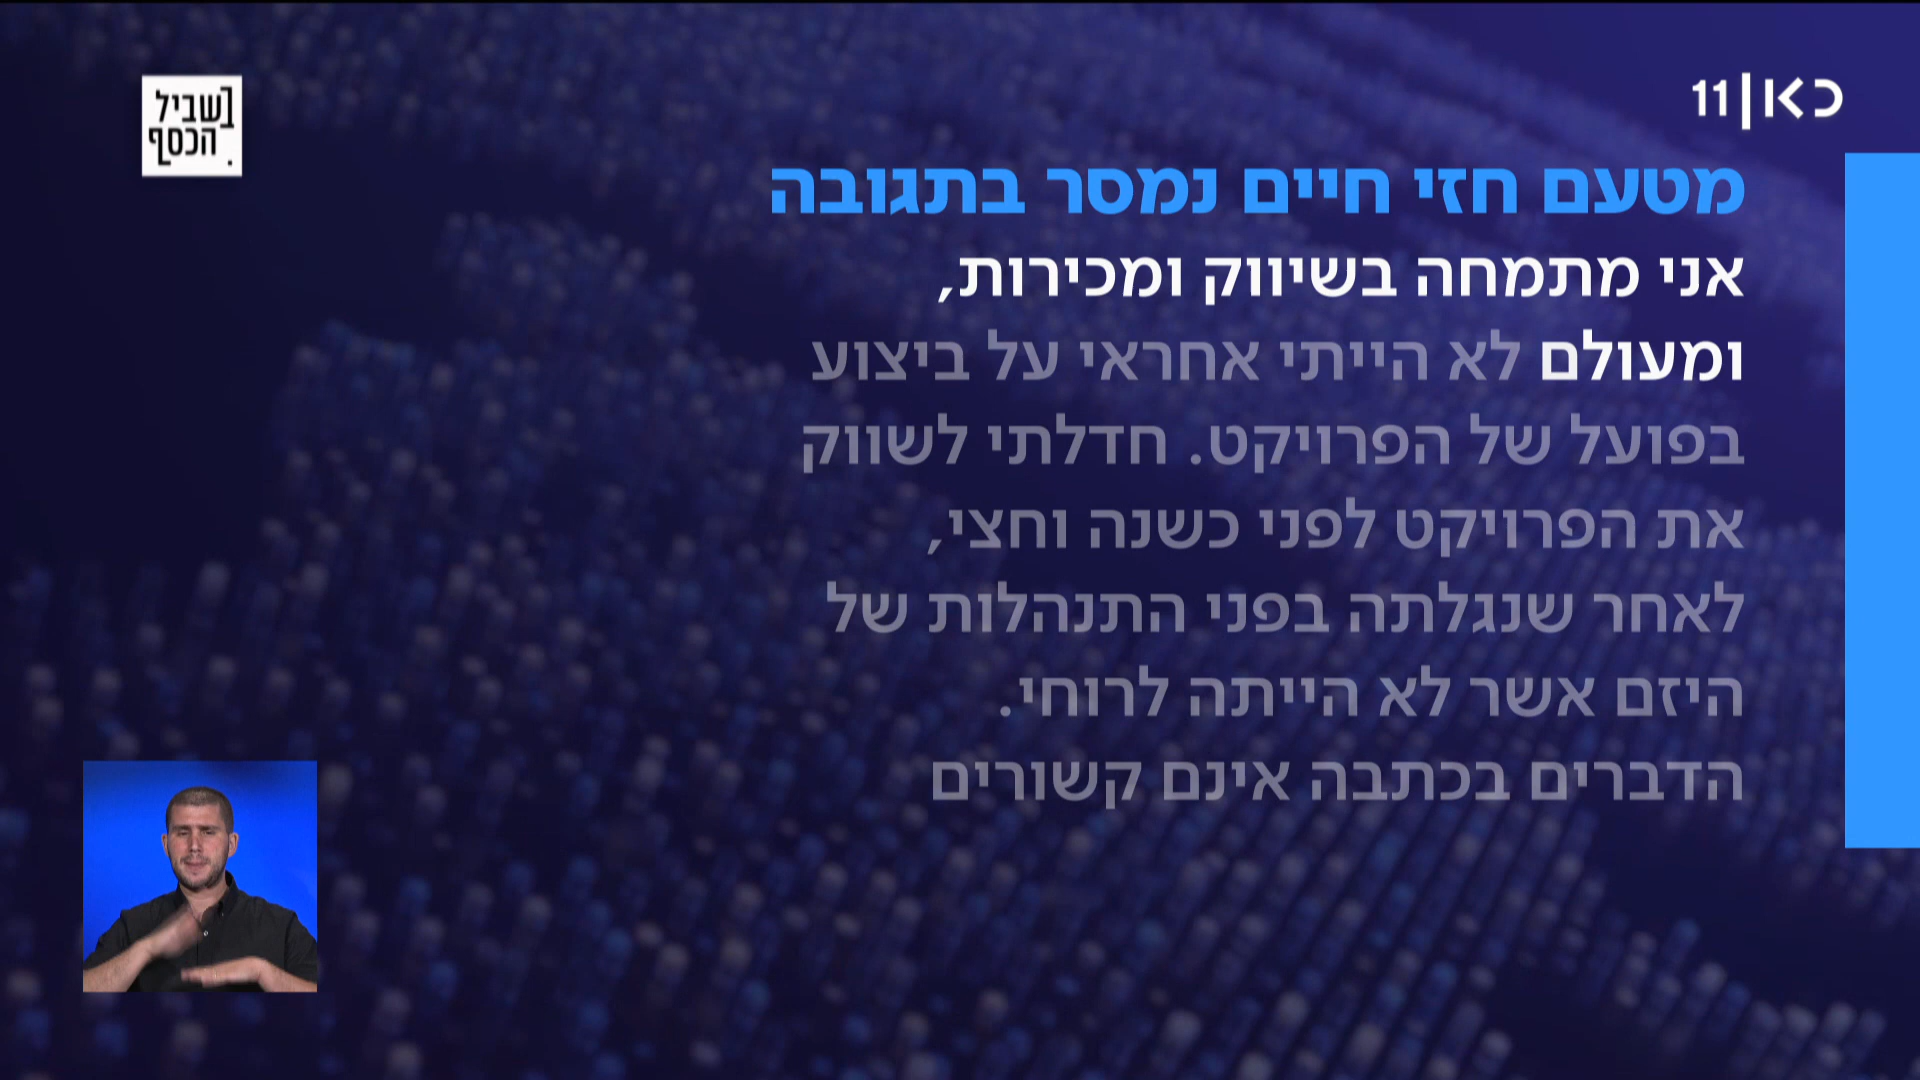 בשביל
הכסף.
כאן 11
מטעם חזי חיים נמסר בתגובה
אני מתמחה בשיווק ומכירות,
ומעולם לא הייתי אחראי על ביצוע
בפועל של הפרויקט. חדלתי לשווק
את הפרויקט לפני כשנה וחצי,
לאחר שנגלתה בפני התנהלות של
היזם אשר לא הייתה לרוחי.
הדברים בכתבה אינם קשורים